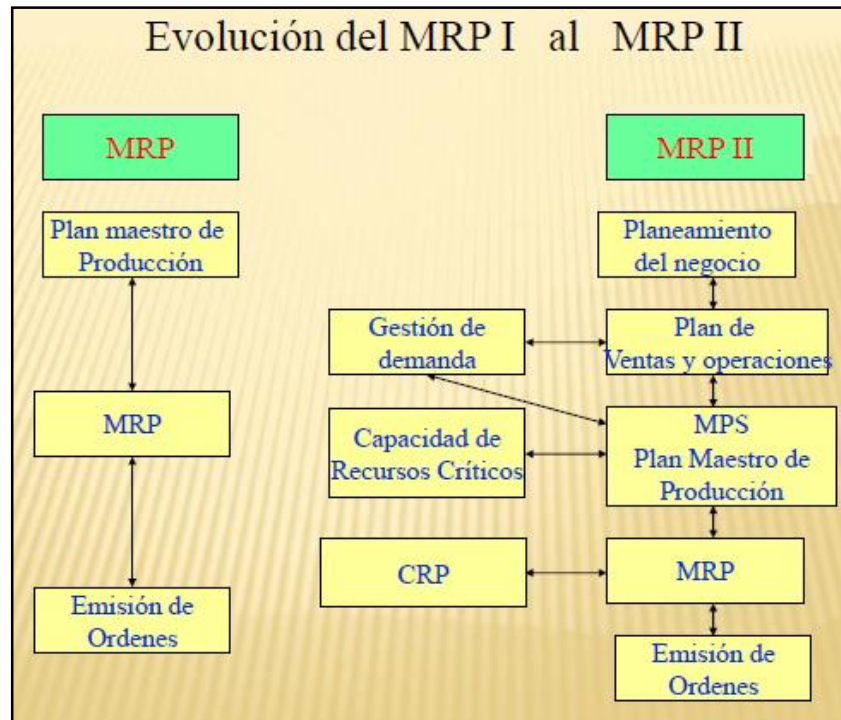 Evolución del MRP I al MRP II
MRP
Plan maestro de
Producción
MRP
Emisión de
Ordenes
MRP II
Planeamiento
del negocio
Gestión de
demanda
Plan de
Ventas y operaciones
Capacidad de
Recursos Críticos
MPS
Plan Maestro de
Producción
CRP
MRP
Emisión de
Ordenes